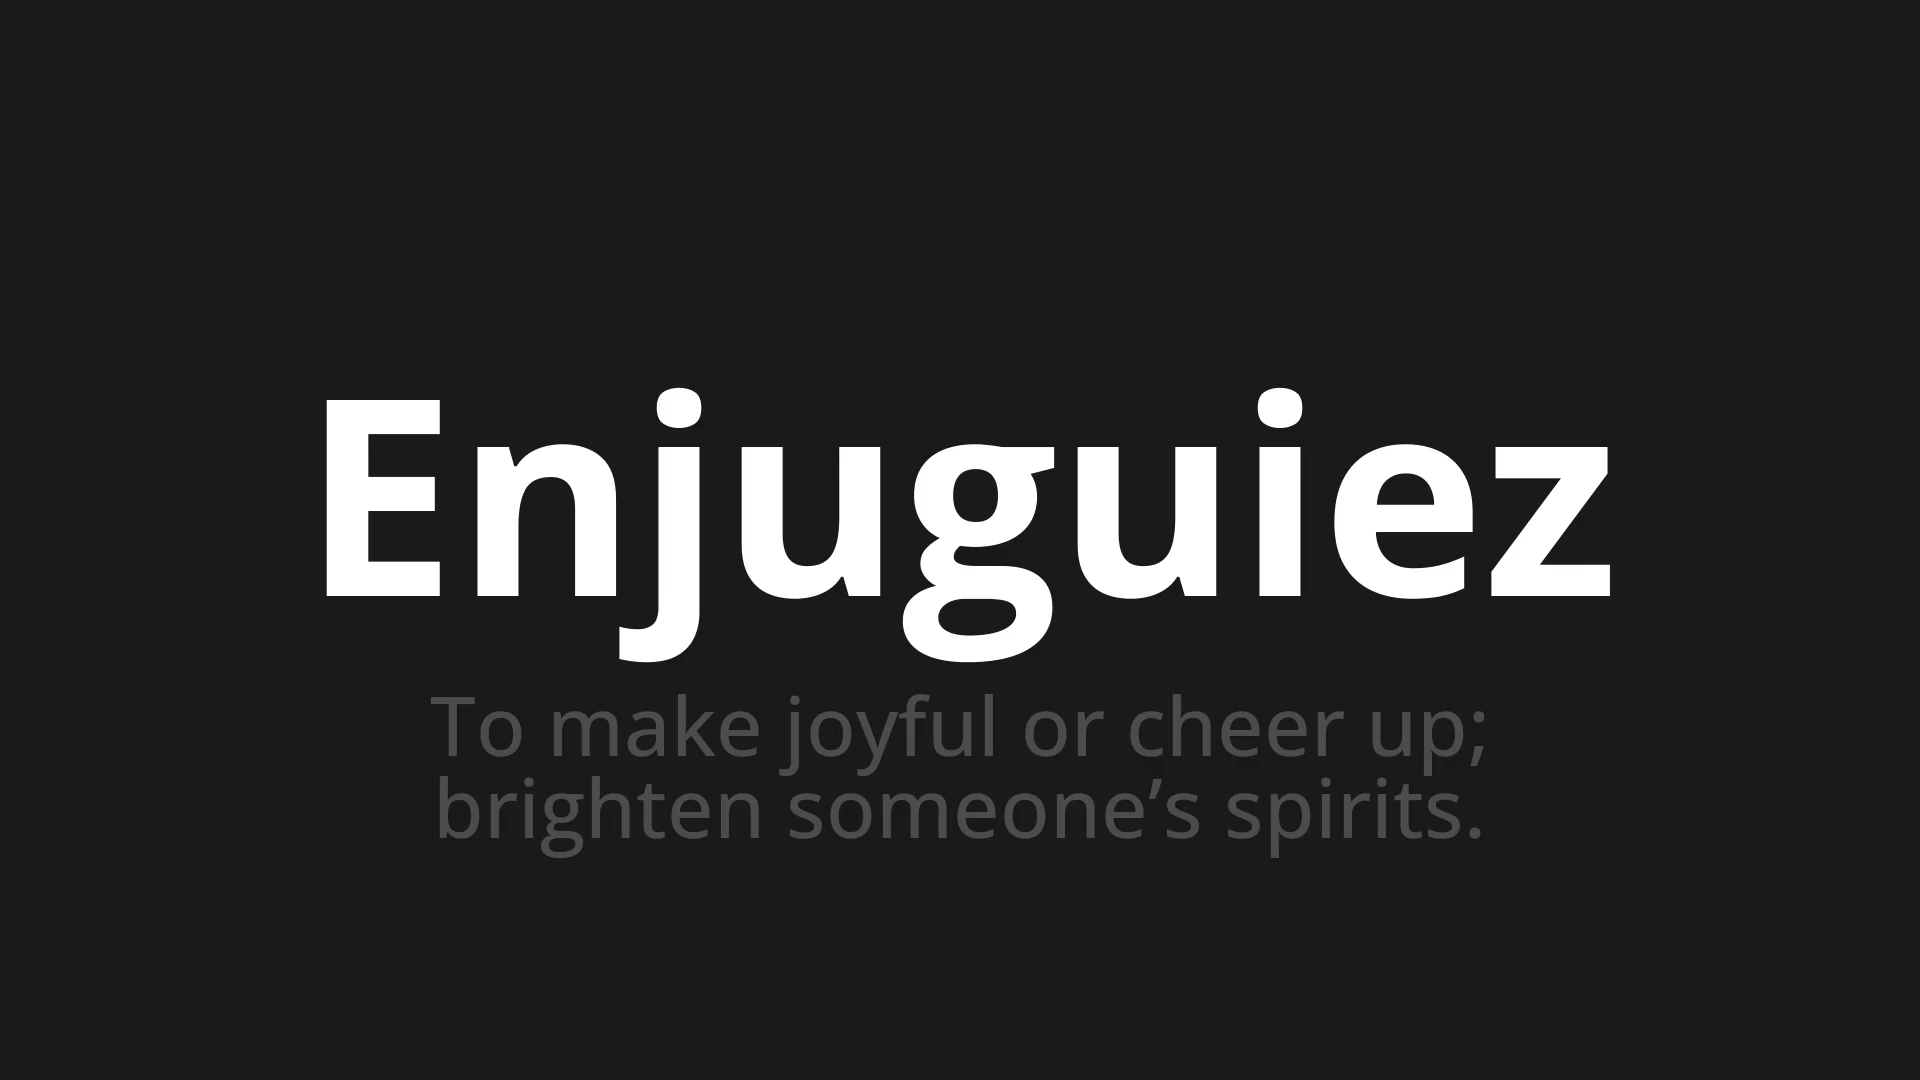 Enjuguiez
To make joyful or cheer up;
brighten someone’s spirits.